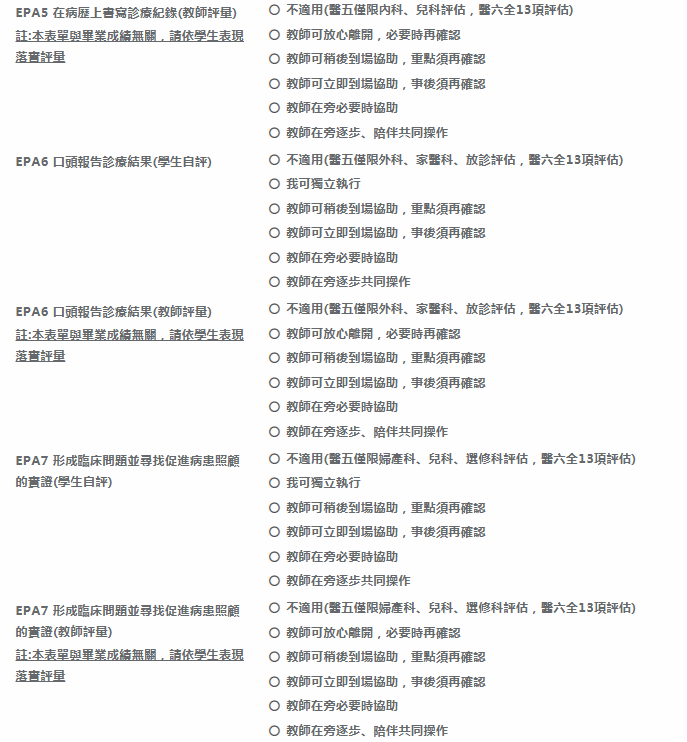 EPA5 在病歷上書寫診療紀錄(教師評量)
註:本表單與畢業成績無關，請依學生表現
落實評量
不適用(醫五僅限內科、兒科評估，醫六全13項評估)
教師可放心離開，必要時再確認
教師可稍後到場協助，重點須再確認
教師可立即到場協助，事後須再確認
教師在旁必要時協助
教師在旁逐步、陪伴共同操作
EPA6 口頭報告診療結果(學生自評)
不適用(醫五僅限外科、家醫科、放診評估，醫六全13項評估)
我可獨立執行
教師可稍後到場協助，重點須再確認
教師可立即到場協助，事後須再確認
教師在旁必要時協助
教師在旁逐步共同操作
EPA6 口頭報告診療結果(教師評量)
註:本表單與畢業成績無關，請依學生表現
落實評量
不適用(醫五僅限外科、家醫科、放診評估，醫六全13項評估)
教師可放心離開，必要時再確認
教師可稍後到場協助，重點須再確認
教師可立即到場協助，事後須再確認
教師在旁必要時協助
教師在旁逐步、陪伴共同操作
EPA7 形成臨床問題並尋找促進病患照顧
的實證(學生自評)
不適用(醫五僅限婦產科、兒科、選修科評估，醫六全13項評估)
我可獨立執行
教師可稍後到場協助，重點須再確認
教師可立即到場協助，事後須再確認
教師在旁必要時協助
教師在旁逐步共同操作
EPA7 形成臨床問題並尋找促進病患照顧
的實證(教師評量)
註:本表單與畢業成績無關，請依學生表現
落實評量
不適用(醫五僅限婦產科、兒科、選修科評估，醫六全13項評估)
教師可放心離開，必要時再確認
教師可稍後到場協助，重點須再確認
教師可立即到場協助，事後須再確認
教師在旁必要時協助
教師在旁逐步、陪伴共同操作